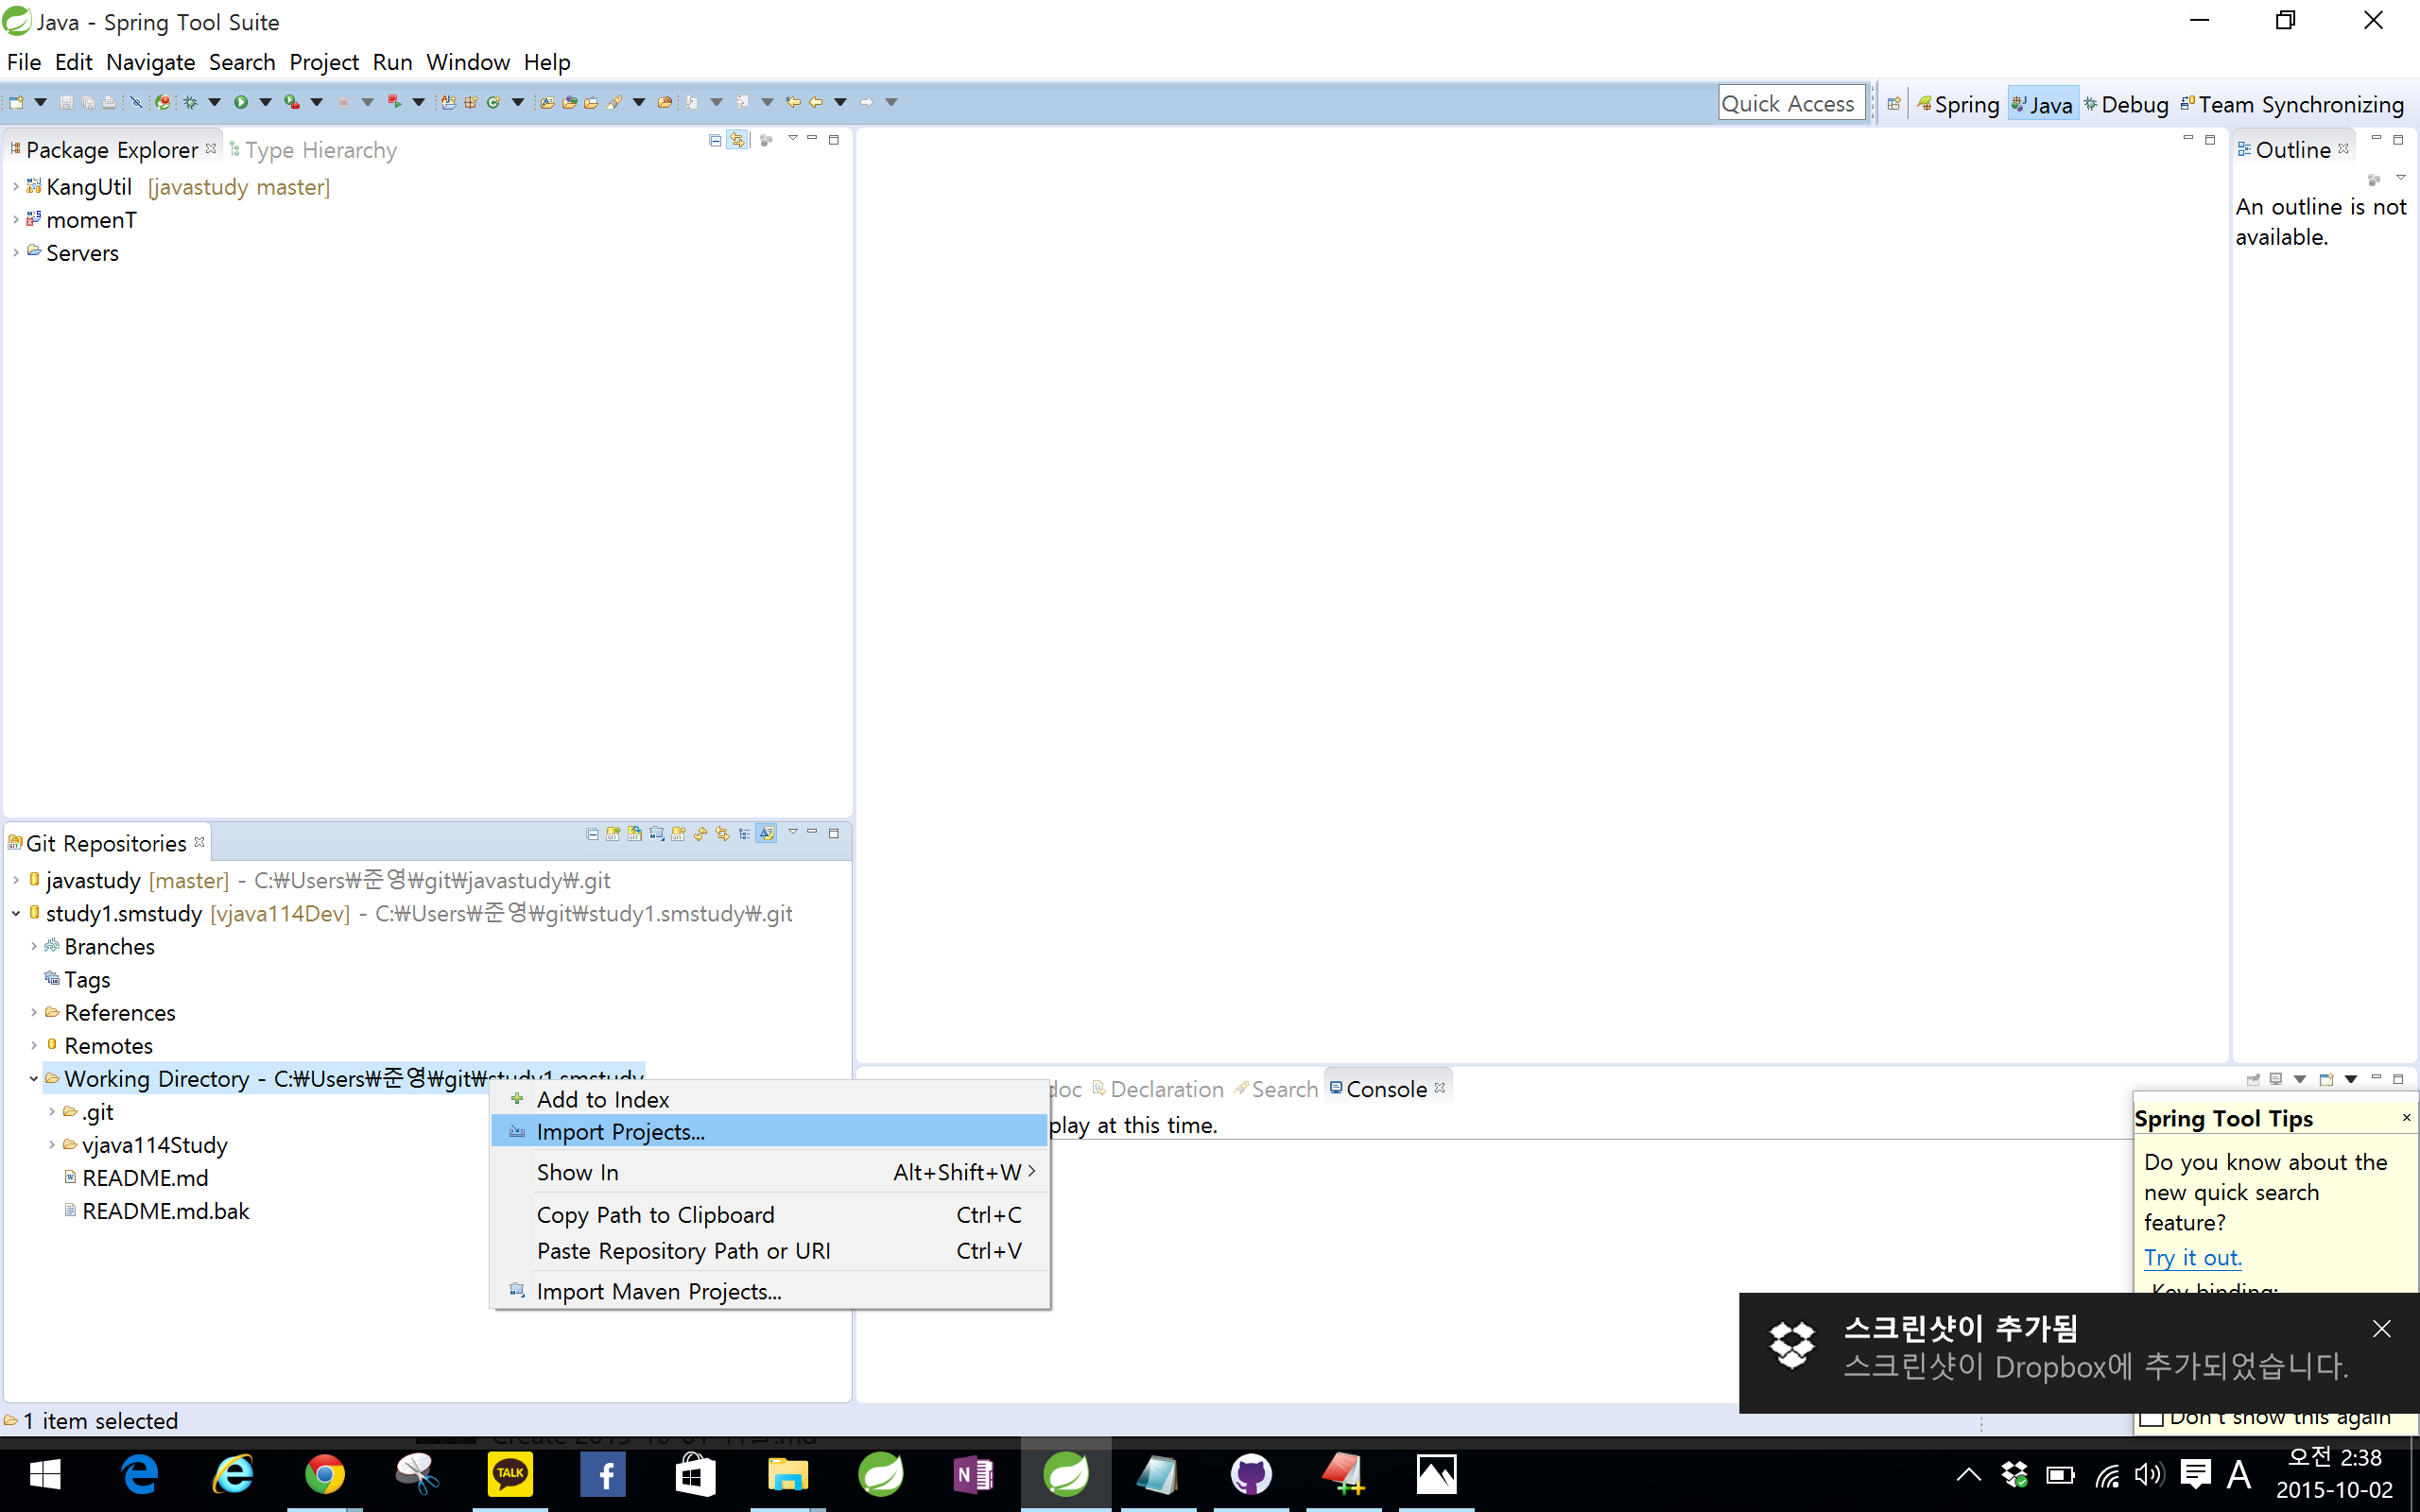 Java - Spring Tool Suite
File Edit Navigate Search Project Run Window Help
Quick Access
Spring Java Debug Team Synchronizing
Package Explorer Type Hierarchy
KangUtil [javastudy master]
momenT
Servers
Outline
An outline is not
available.
Git Repositories
javastudy [master] - C:₩Users₩준영₩git₩javastudy₩.git
study1.smstudy [vjava114Dev] - C:₩Users₩준영₩git₩study1.smstudy₩.git
Branches
Tags
References
Remotes
Working Directory - C:₩Users₩준영₩git₩study1.smstudy
.git
vjava114Study
README.md
README.md.bak
Add to Index
Import Projects...
Show In Alt+Shift+W
Copy Path to Clipboard Ctrl+C
Paste Repository Path or URI Ctrl+V
Import Maven Projects...
doc Declaration Search Console
play at this time.
Spring Tool Tips
Do you know about the
new quick search
feature?
Try it out.
Key binding:
스크린샷이 추가됨
스크린샷이 Dropbox에 추가되었습니다.
Don't show this again
1 item selected
TALK
A
오전 2:38
2015-10-02